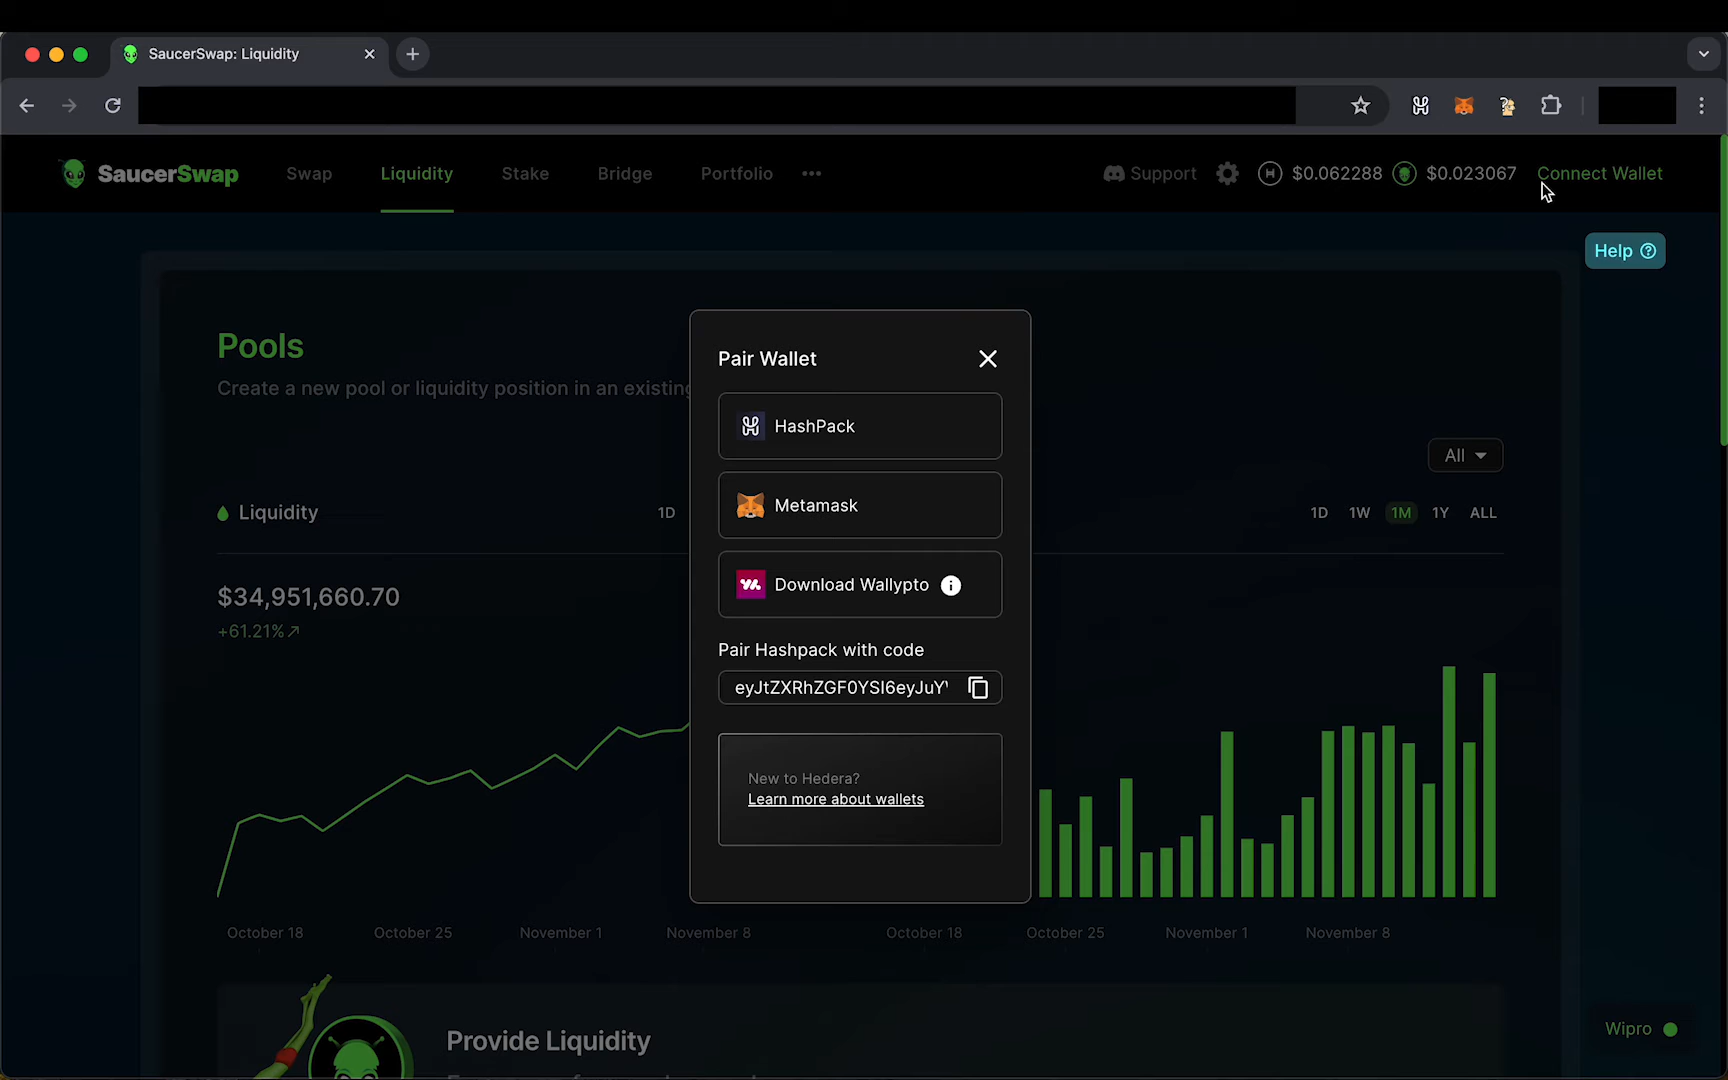 SaucerSwap: Liquidity
SaucerSwap
Swap
Liquidity
Stake
Bridge
Portfolio
Support
$0.062288
$0.023067
Connect Wallet
Help
Pools
Create a new pool or liquidity position in an existing
All
Liquidity
1D
1D 1W 1M 1Y ALL
$34,951,660.70
+61.21%↗
Pair Wallet
HashPack
Metamask
Download Wallypto
Pair Hashpack with code
eyJtZXRhZGF0YSI6eyJuY
New to Hedera?
Learn more about wallets
October 18 October 25 November 1 November 8
October 18 October 25 November 1 November 8
Provide Liquidity
Wipro